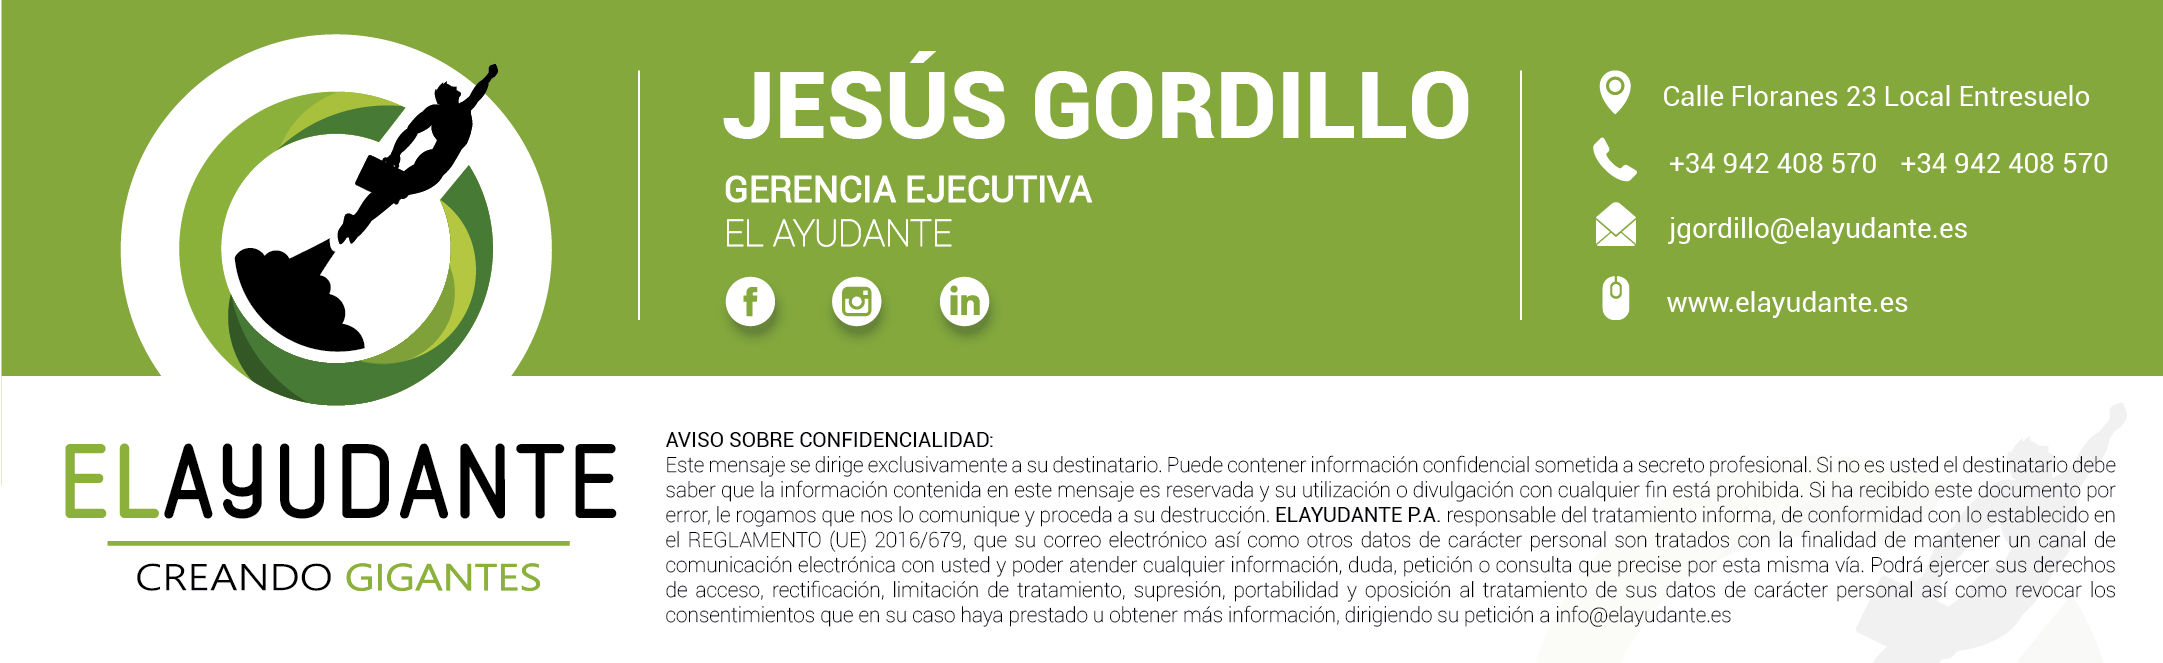 JESÚS GORDILLO
GERENCIA EJECUTIVA
EL AYUDANTE
Calle Floranes 23 Local Entresuelo
+34 942 408 570 +34 942 408 570
jgordillo@elayudante.es
www.elayudante.es
ELAYUDANTE
CREANDO GIGANTES
AVISO SOBRE CONFIDENCIALIDAD:
Este mensaje se dirige exclusivamente a su destinatario. Puede contener información confidencial sometida a secreto profesional. Si no es usted el destinatario debe
saber que la información contenida en este mensaje es reservada y su utilización o divulgación con cualquier fin está prohibida. Si ha recibido este documento por
error, le rogamos que nos lo comunique y proceda a su destrucción. ELAYUDANTE P.A. responsable del tratamiento informa, de conformidad con lo establecido en
el REGLAMENTO (UE) 2016/679, que su correo electrónico así como otros datos de carácter personal son tratados con la finalidad de mantener un canal de
comunicación electrónica con usted y poder atender cualquier información, duda, petición o consulta que precise por esta misma vía. Podrá ejercer sus derechos
de acceso, rectificación, limitación de tratamiento, supresión, portabilidad y oposición al tratamiento de sus datos de carácter personal así como revocar los
consentimientos que en su caso haya prestado u obtener más información, dirigiendo su petición a info@elayudante.es